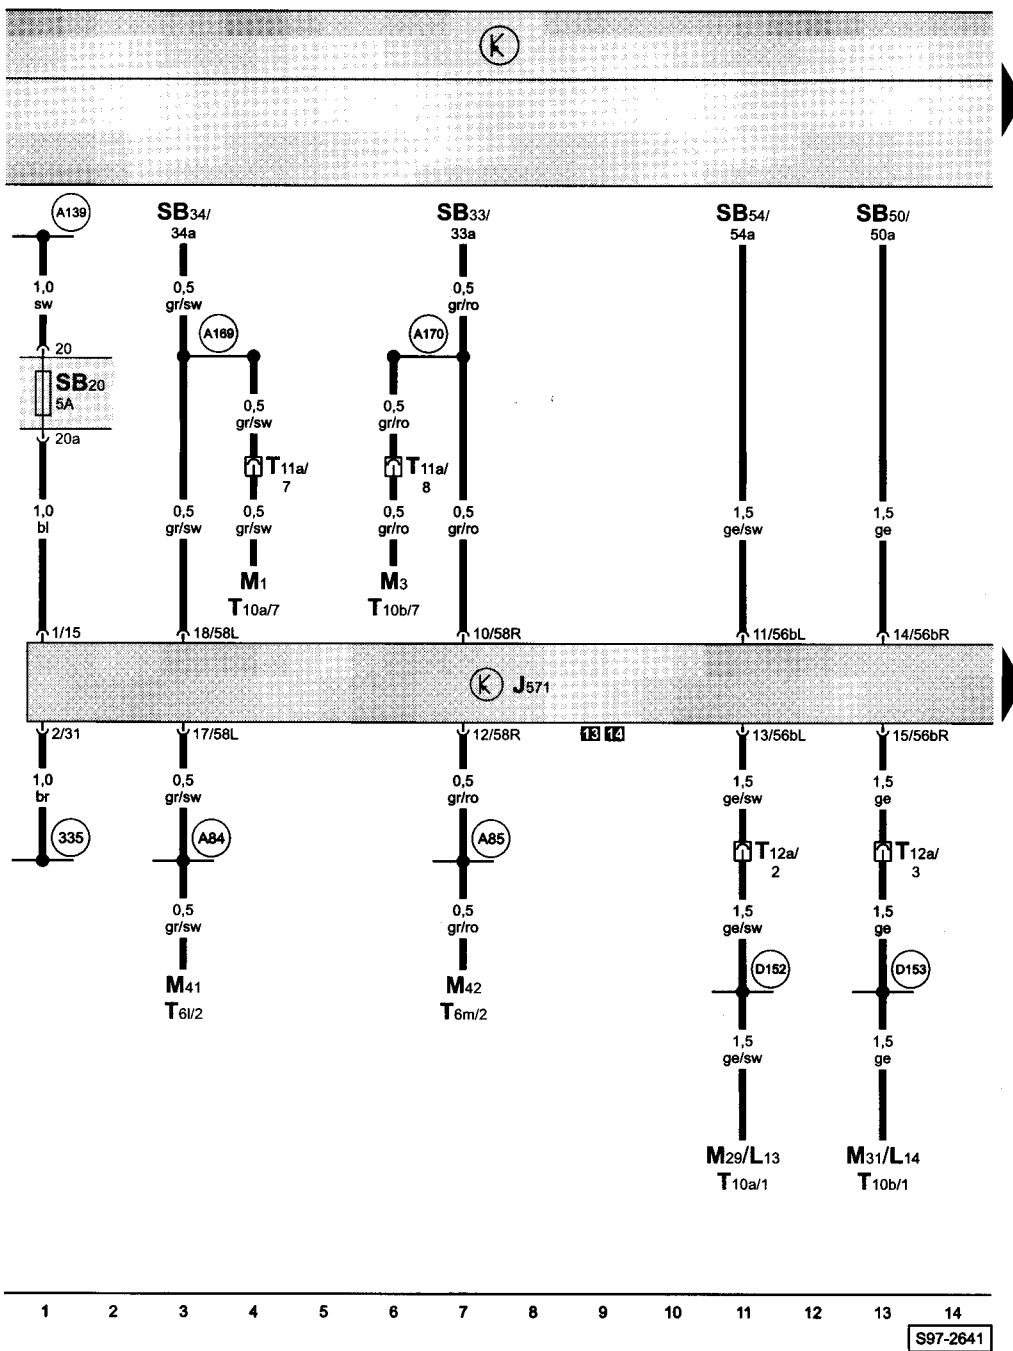 A139
SB34/
34a
SB33/
33a
SB54/
54a
SB50/
50a
1,0
sw
0,5
gr/sw
0,5
gr/ro
A169
A170
20
SB20
5A
20a
0,5
gr/sw
0,5
gr/ro
T11a/
7
T11a/
8
1,0
bl
0,5
gr/sw
0,5
gr/sw
0,5
gr/ro
0,5
gr/ro
1,5
ge/sw
1,5
ge
M1
T10a/7
M3
T10b/7
1/15
18/58L
10/58R
11/56bL
14/56bR
J571
2/31
17/58L
12/58R
13 14
13/56bL
15/56bR
1,0
br
0,5
gr/sw
0,5
gr/ro
1,5
ge/sw
1,5
ge
335
A84
A85
T12a/
2
T12a/
3
0,5
gr/sw
0,5
gr/ro
1,5
ge/sw
1,5
ge
M41
T6l/2
M42
T6m/2
D152
D153
1,5
ge/sw
1,5
ge
M29/L13
T10a/1
M31/L14
T10b/1
1 2 3 4 5 6 7 8 9 10 11 12 13 14
S97-2641